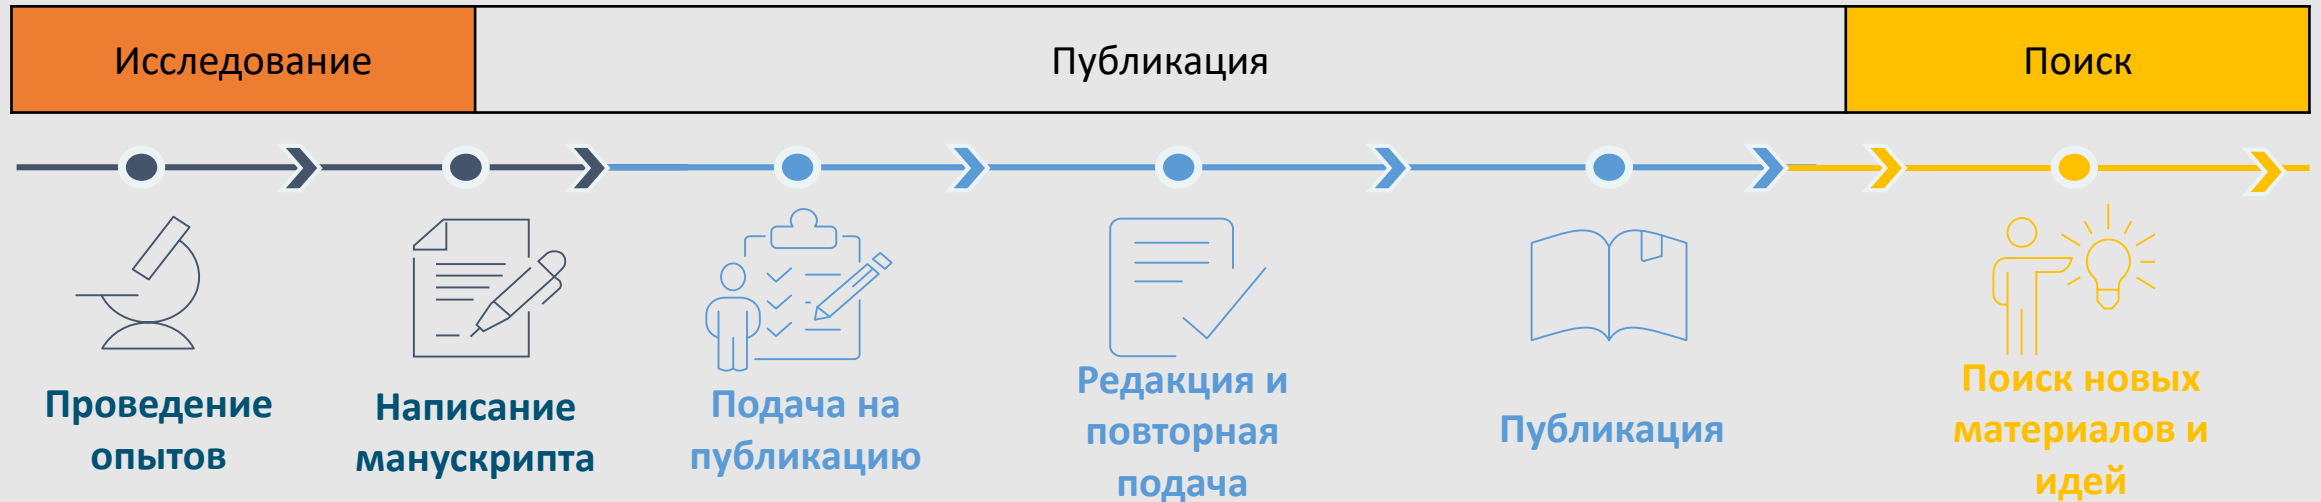 Исследование
Публикация
Поиск
Проведение
опытов
Написание
манускрипта
Подача на
публикацию
Редакция и
повторная
подача
Публикация
Поиск новых
материалов и
идей